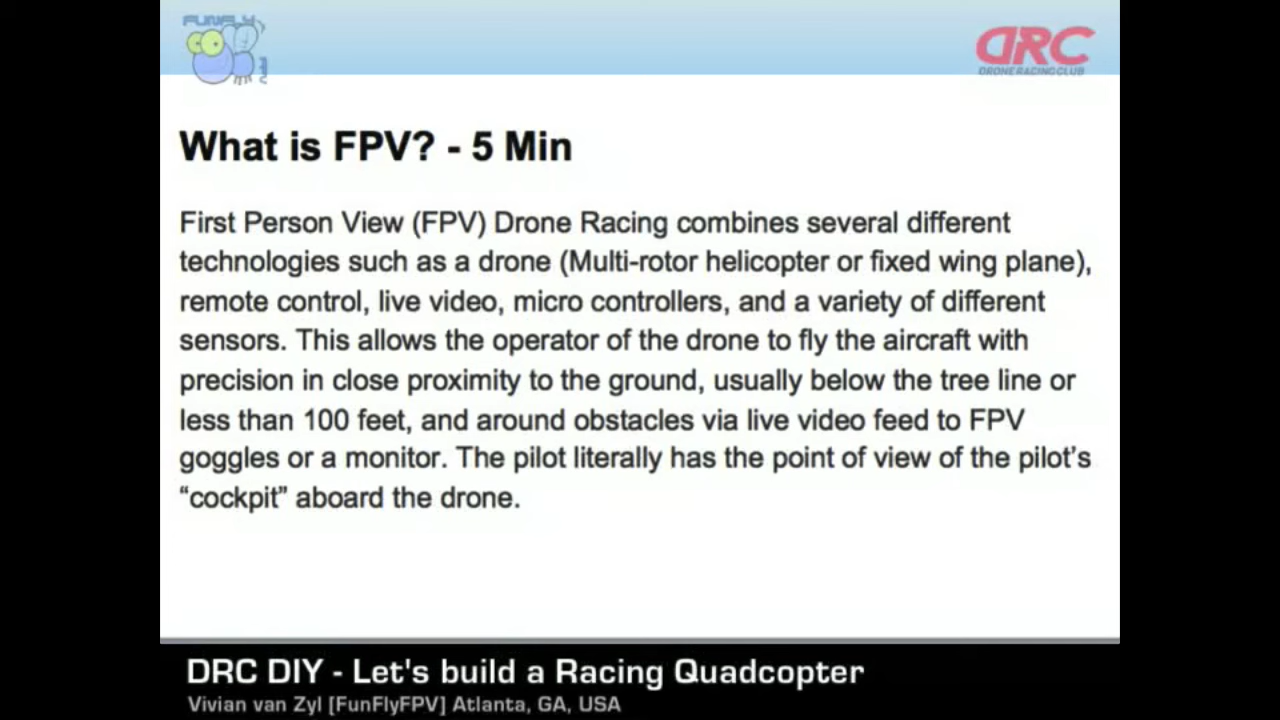 FUNFLY
DRC
DRONE RACING CLUB
What is FPV? - 5 Min
First Person View (FPV) Drone Racing combines several different
technologies such as a drone (Multi-rotor helicopter or fixed wing plane),
remote control, live video, micro controllers, and a variety of different
sensors. This allows the operator of the drone to fly the aircraft with
precision in close proximity to the ground, usually below the tree line or
less than 100 feet, and around obstacles via live video feed to FPV
goggles or a monitor. The pilot literally has the point of view of the pilot’s
“cockpit” aboard the drone.
DRC DIY - Let's build a Racing Quadcopter
Vivian van Zyl [FunFlyFPV] Atlanta, GA, USA